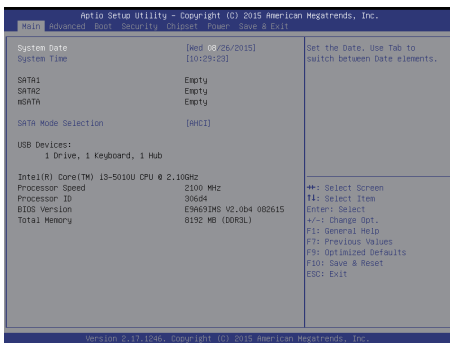 Aptio Setup Utility – Copyright (C) 2015 American Megatrends, Inc.
Main Advanced Boot Security Chipset Power Save & Exit
System Date [Wed 08/26/2015]
System Time [10:29:23]
SATA1 Empty
SATA2 Empty
mSATA Empty
SATA Mode Selection [AHCI]
USB Devices:
1 Drive, 1 Keyboard, 1 Hub
Intel(R) Core(TM) i3-5010U CPU @ 2.10GHz
Processor Speed 2100 MHz
Processor ID 306d4
BIOS Version E9A69IMS V2.0b4 082615
Total Memory 8192 MB (DDR3L)
Set the Date. Use Tab to
switch between Date elements.
→←: Select Screen
↑↓: Select Item
Enter: Select
+/-: Change Opt.
F1: General Help
F7: Previous Values
F9: Optimized Defaults
F10: Save & Reset
ESC: Exit
Version 2.17.1246. Copyright (C) 2015 American Megatrends, Inc.